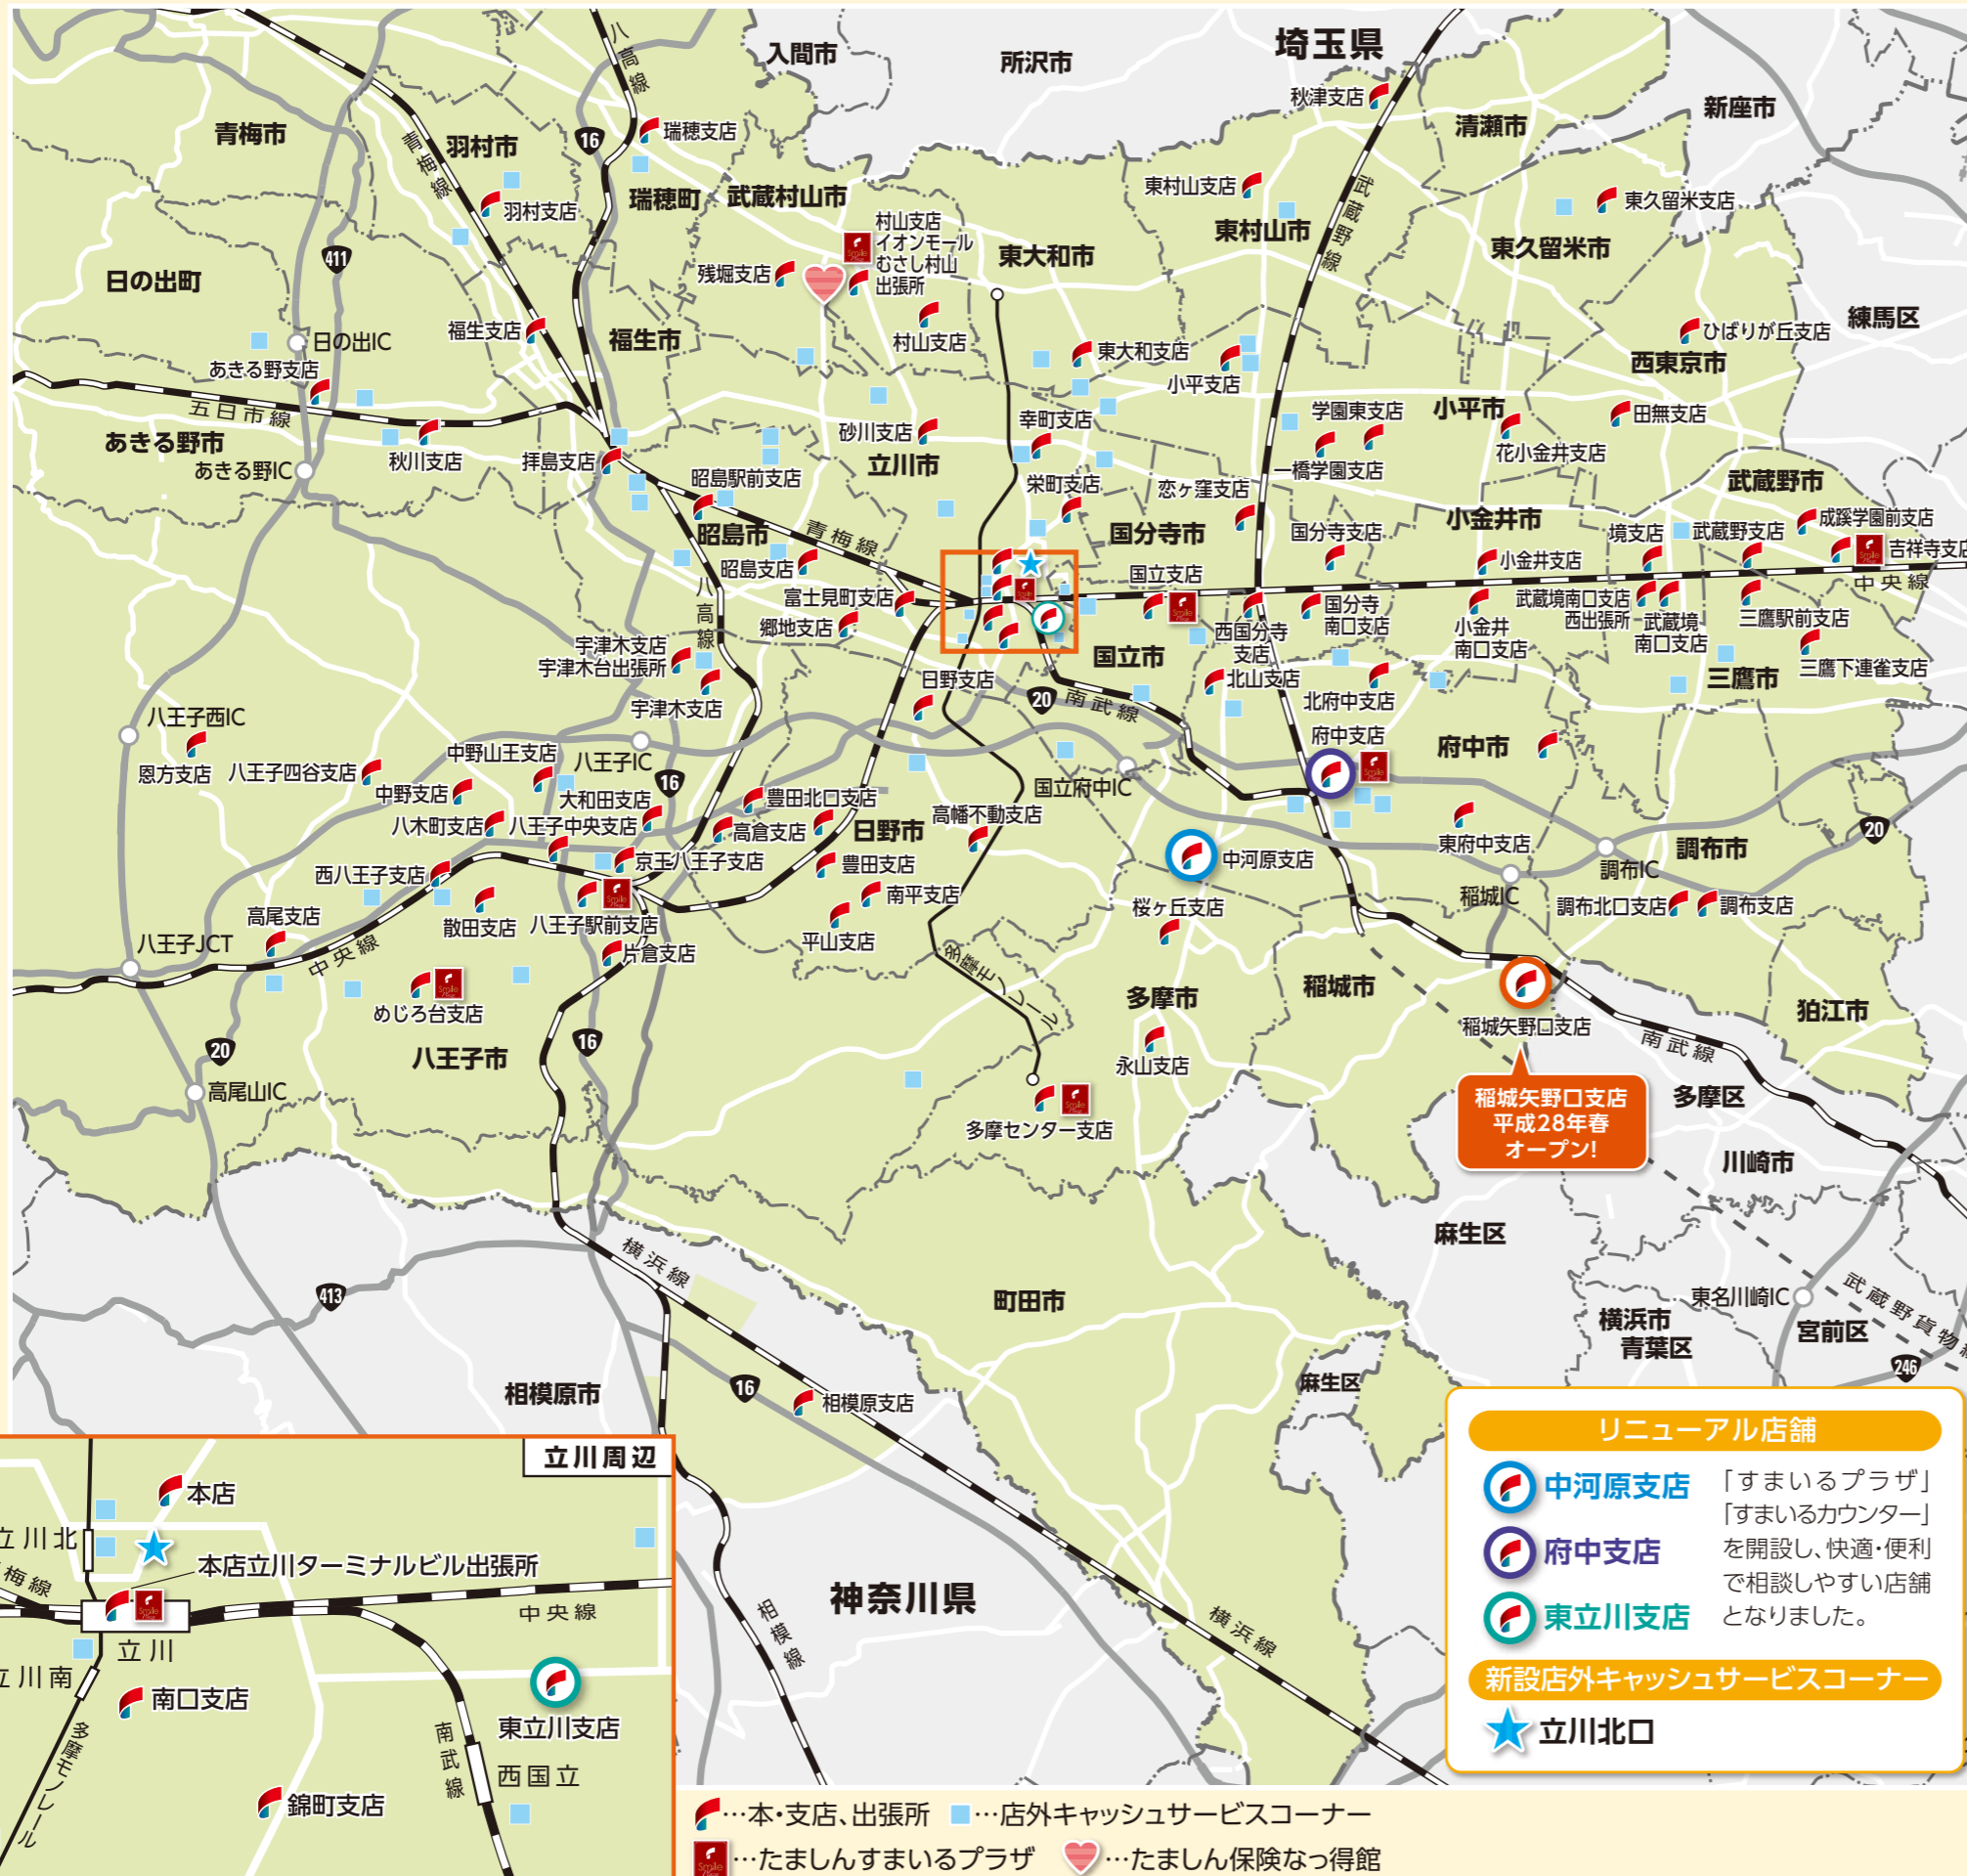 入間市
所沢市
埼玉県
八高線
秋津支店
新座市
清瀬市
青梅市
青梅線
羽村市
16
瑞穂支店
瑞穂町
武蔵村山市
東村山支店
武蔵野線
東久留米支店
羽村支店
村山支店
イオンモール
むさし村山
出張所
東大和市
東村山市
東久留米市
411
日の出町
残堀支店
練馬区
日の出IC
福生支店
福生市
村山支店
東大和支店
小平支店
ひばりが丘支店
西東京市
あきる野支店
五日市線
あきる野市
あきる野IC
秋川支店
拝島支店
昭島駅前支店
砂川支店
立川市
幸町支店
栄町支店
恋ヶ窪支店
学園東支店
一橋学園支店
小平市
花小金井支店
田無支店
武蔵野市
昭島市
青梅線
国分寺市
国分寺支店
小金井市
小金井支店
境支店
武蔵野支店
成蹊学園前支店
吉祥寺支店
中央線
昭島支店
八高線
富士見町支店
郷地支店
国立支店
国立市
西国分寺
支店
国分寺
南口支店
小金井
南口支店
武蔵境南口支店
西出張所
武蔵境
南口支店
三鷹駅前支店
三鷹市
三鷹下連雀支店
宇津木支店
宇津木台出張所
宇津木支店
日野支店
20
南武線
北山支店
北府中支店
八王子西IC
恩方支店
八王子四谷支店
中野山王支店
八王子IC
16
中野支店
大和田支店
八木町支店
八王子中央支店
豊田北口支店
高倉支店
日野市
高幡不動支店
国立府中IC
府中支店
府中市
東府中支店
調布市
20
調布IC
稲城IC
西八王子支店
京王八王子支店
豊田支店
南平支店
平山支店
中河原支店
桜ヶ丘支店
調布北口支店
調布支店
高尾支店
散田支店
八王子駅前支店
片倉支店
八王子JCT
中央線
めじろ台支店
八王子市
16
20
高尾山IC
多摩モノレール
多摩市
稲城市
永山支店
多摩センター支店
稲城矢野口支店
狛江市
南武線
稲城矢野口支店
平成28年春
オープン!
多摩区
川崎市
麻生区
横浜線
413
町田市
東名川崎IC
武蔵野貨物線
横浜市
青葉区
宮前区
246
麻生区
相模原市
16
相模原支店
神奈川県
相模線
横浜線
立川周辺
本店
立川北
本店立川ターミナルビル出張所
梅線
中央線
立川
立川南
南口支店
東立川支店
南武線
西国立
多摩モノレール
錦町支店
リニューアル店舗
中河原支店
府中支店
東立川支店
「すまいるプラザ」
「すまいるカウンター」
を開設し、快適・便利
で相談しやすい店舗
となりました。
新設店外キャッシュサービスコーナー
立川北口
…本・支店、出張所
…店外キャッシュサービスコーナー
…たましんすまいるプラザ
…たましん保険なっ得館